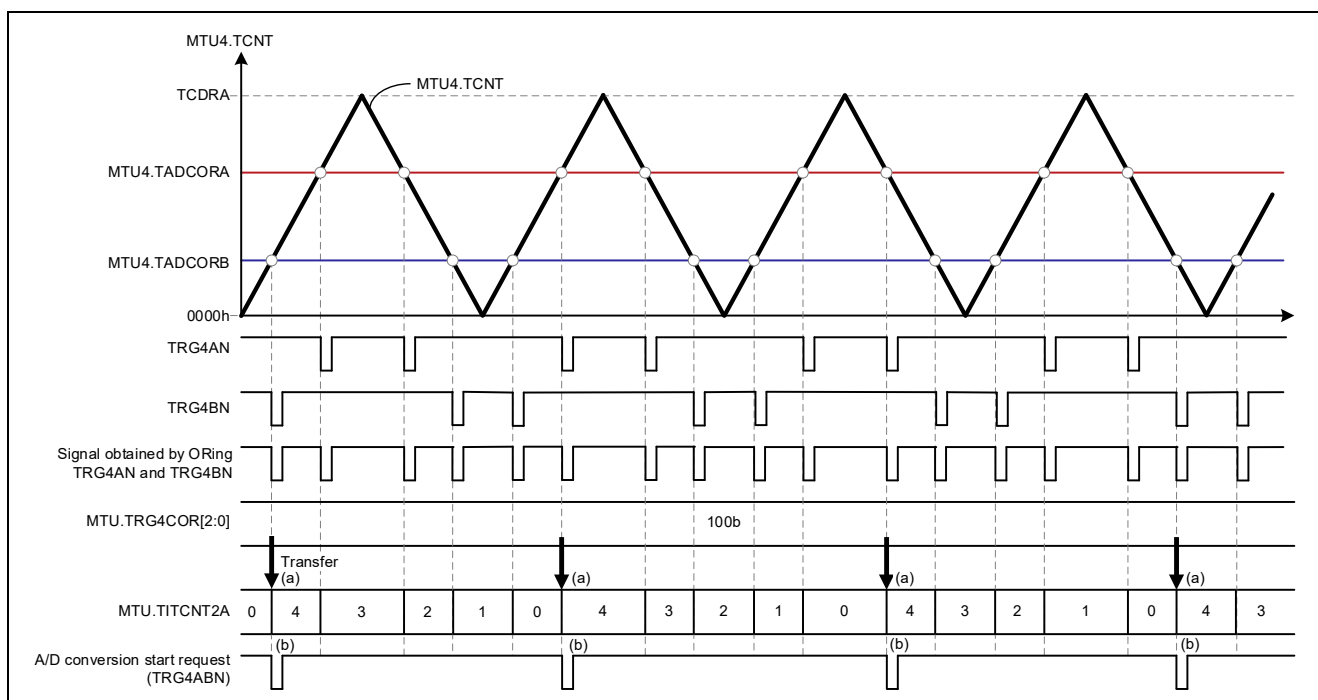 MTU4.TCNT
MTU4.TCNT
TCDRA
MTU4.TADCORA
MTU4.TADCORB
0000h
TRG4AN
TRG4BN
Signal obtained by ORing
TRG4AN and TRG4BN
MTU.TRG4COR[2:0]
100b
Transfer
(a) (a) (a) (a)
MTU.TITCNT2A 0 4 3 2 1 0 4 3 2 1 0 4 3 2 1 0 4 3
(b) (b) (b) (b)
A/D conversion start request
(TRG4ABN)